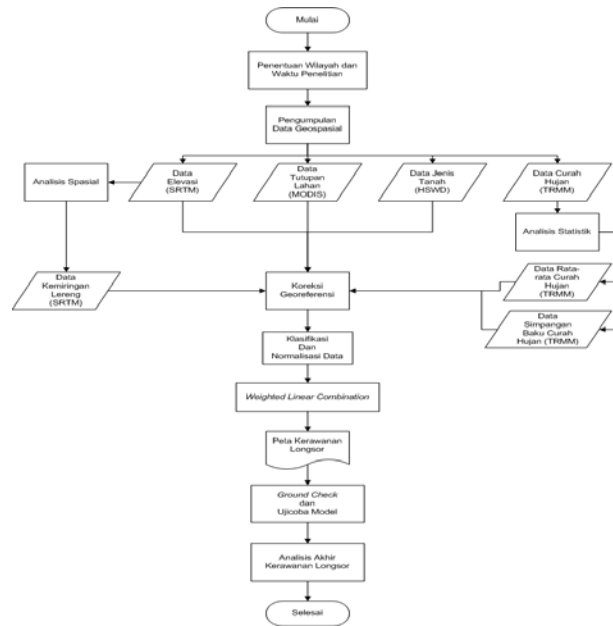 Mulai
Penentuan Wilayah dan
Waktu Penelitian
Pengumpulan
Data Geospasial
Analisis Spasial
Data
Elevasi (SRTM)
Data
Tutupan
Lahan
(MODIS)
Data Jenis
Tanah
(HSWD)
Data Curah
Hujan
(TRMM)
Analisis Statistik
Data
Kemiringan
Lereng
(SRTM)
Koreksi
Georeferensi
Data Rata-
rata Curah
Hujan
(TRMM)
Data
Simpangan
Baku Curah
Hujan (TRMM)
Klasifikasi
Dan
Normalisasi Data
Weighted Linear Combination
Peta Kerawanan
Longsor
Ground Check
dan
Ujicoba Model
Analisis Akhir
Kerawanan Longsor
Selesai